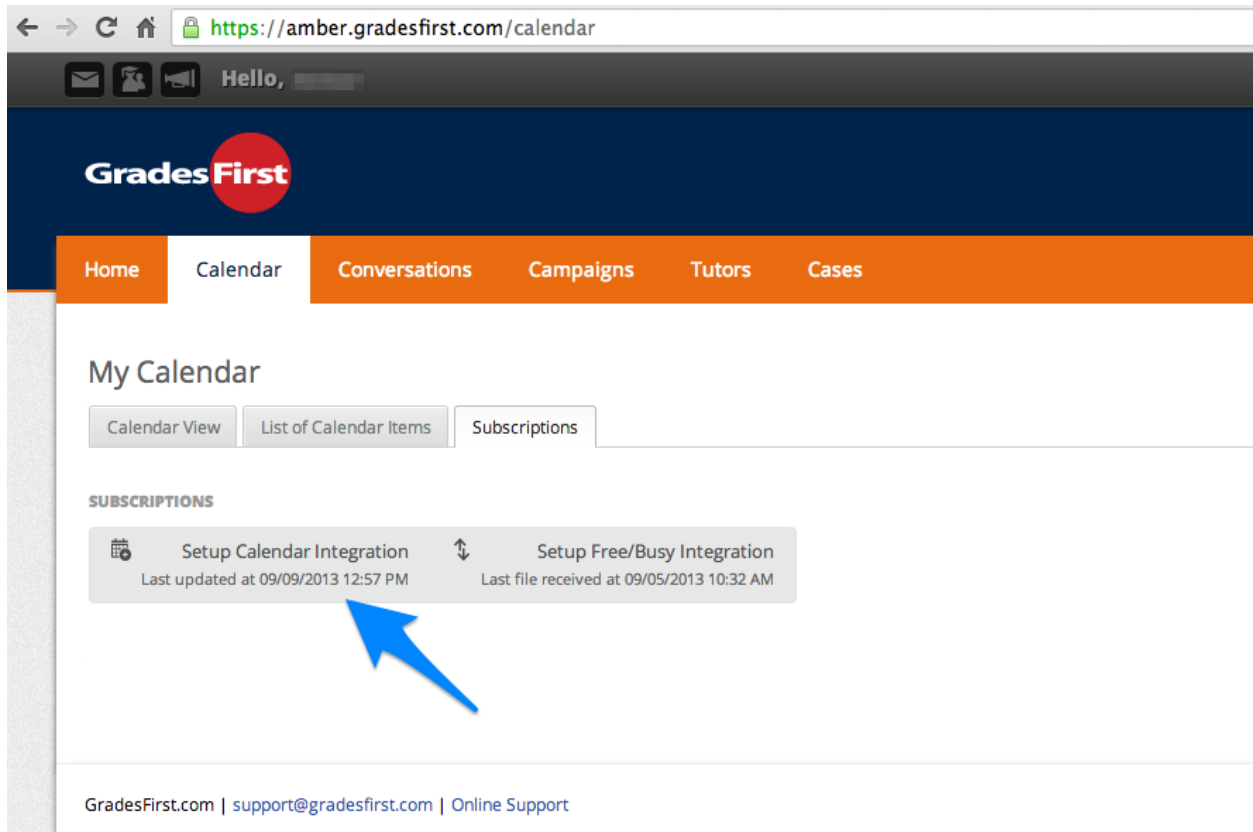 https://amber.gradesfirst.com/calendar
Hello,
GradesFirst
Home Calendar Conversations Campaigns Tutors Cases
My Calendar
Calendar View List of Calendar Items Subscriptions
SUBSCRIPTIONS
Setup Calendar Integration Setup Free/Busy Integration
Last updated at 09/09/2013 12:57 PM Last file received at 09/05/2013 10:32 AM
GradesFirst.com | support@gradesfirst.com | Online Support